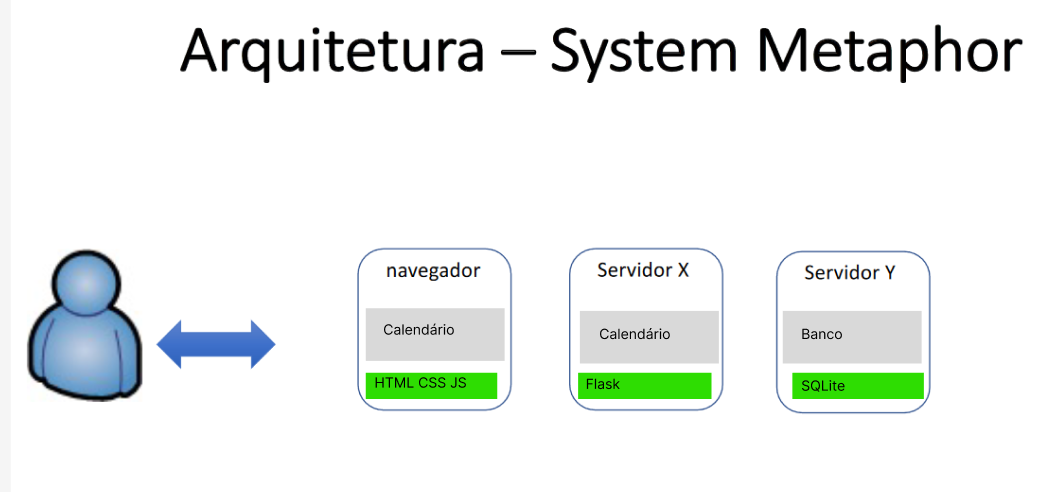 Arquitetura – System Metaphor
navegador
Calendário
HTML CSS JS
Servidor X
Calendário
Flask
Servidor Y
Banco
SQLite